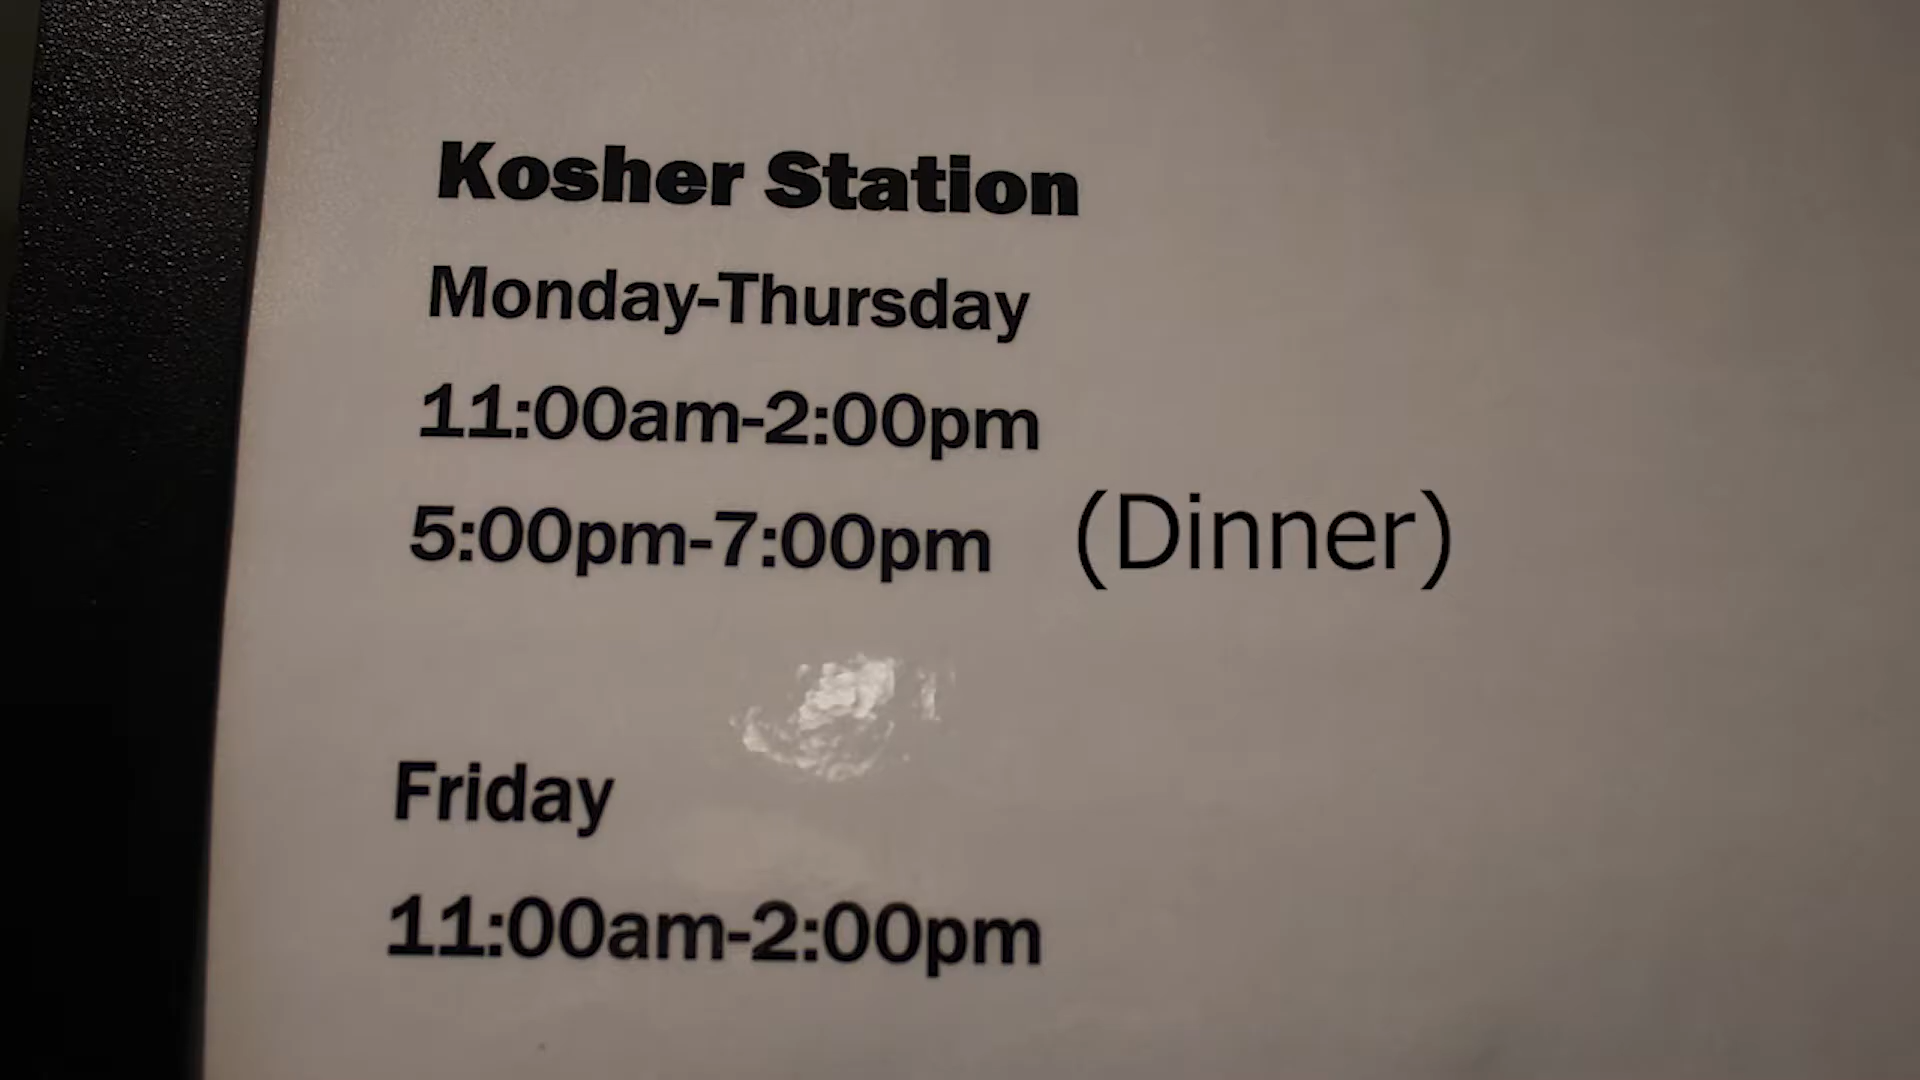 Kosher Station
Monday-Thursday
11:00am-2:00pm
5:00pm-7:00pm (Dinner)
Friday
11:00am-2:00pm